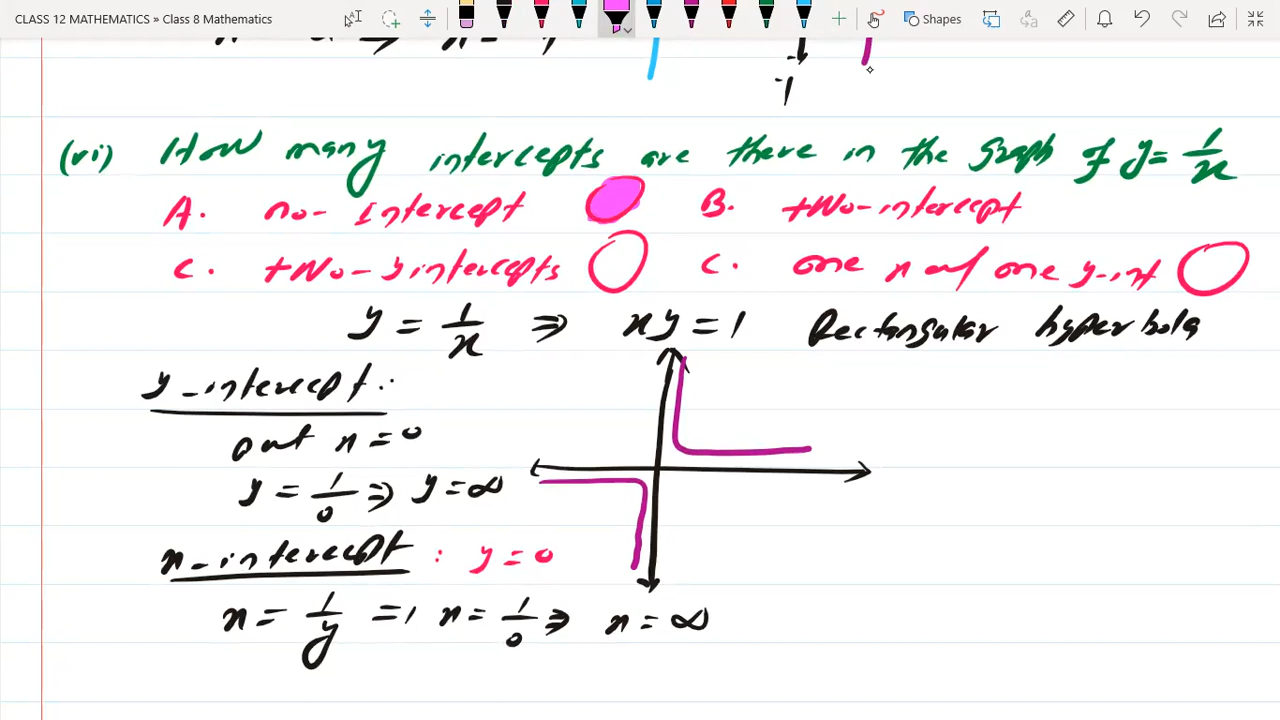 CLASS 12 MATHEMATICS » Class 8 Mathematics Shapes
-1
(vi) How many intercepts are there in the graph of y = 1/x
A. no - Intercept B. two - intercept
C. two - y intercepts C. one x and one y-int
y = 1/x ⇒ xy = 1 Rectangular hyperbola
y-intercept:
put x = 0
y = 1/0 ⇒ y = ∞
x-intercept : y = 0
x = 1/y =1 x = 1/0 ⇒ x = ∞